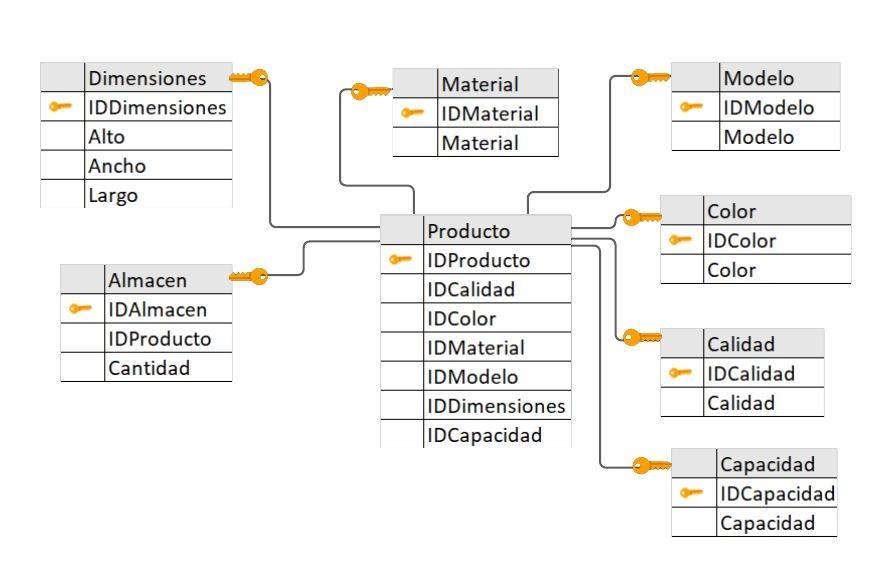 Dimensiones
IDDimensiones
Alto
Ancho
Largo
Material
IDMaterial
Material
Modelo
IDModelo
Modelo
Color
IDColor
Color
Producto
IDProducto
IDCalidad
IDColor
IDMaterial
IDModelo
IDDimensiones
IDCapacidad
Almacen
IDAlmacen
IDProducto
Cantidad
Calidad
IDCalidad
Calidad
Capacidad
IDCapacidad
Capacidad